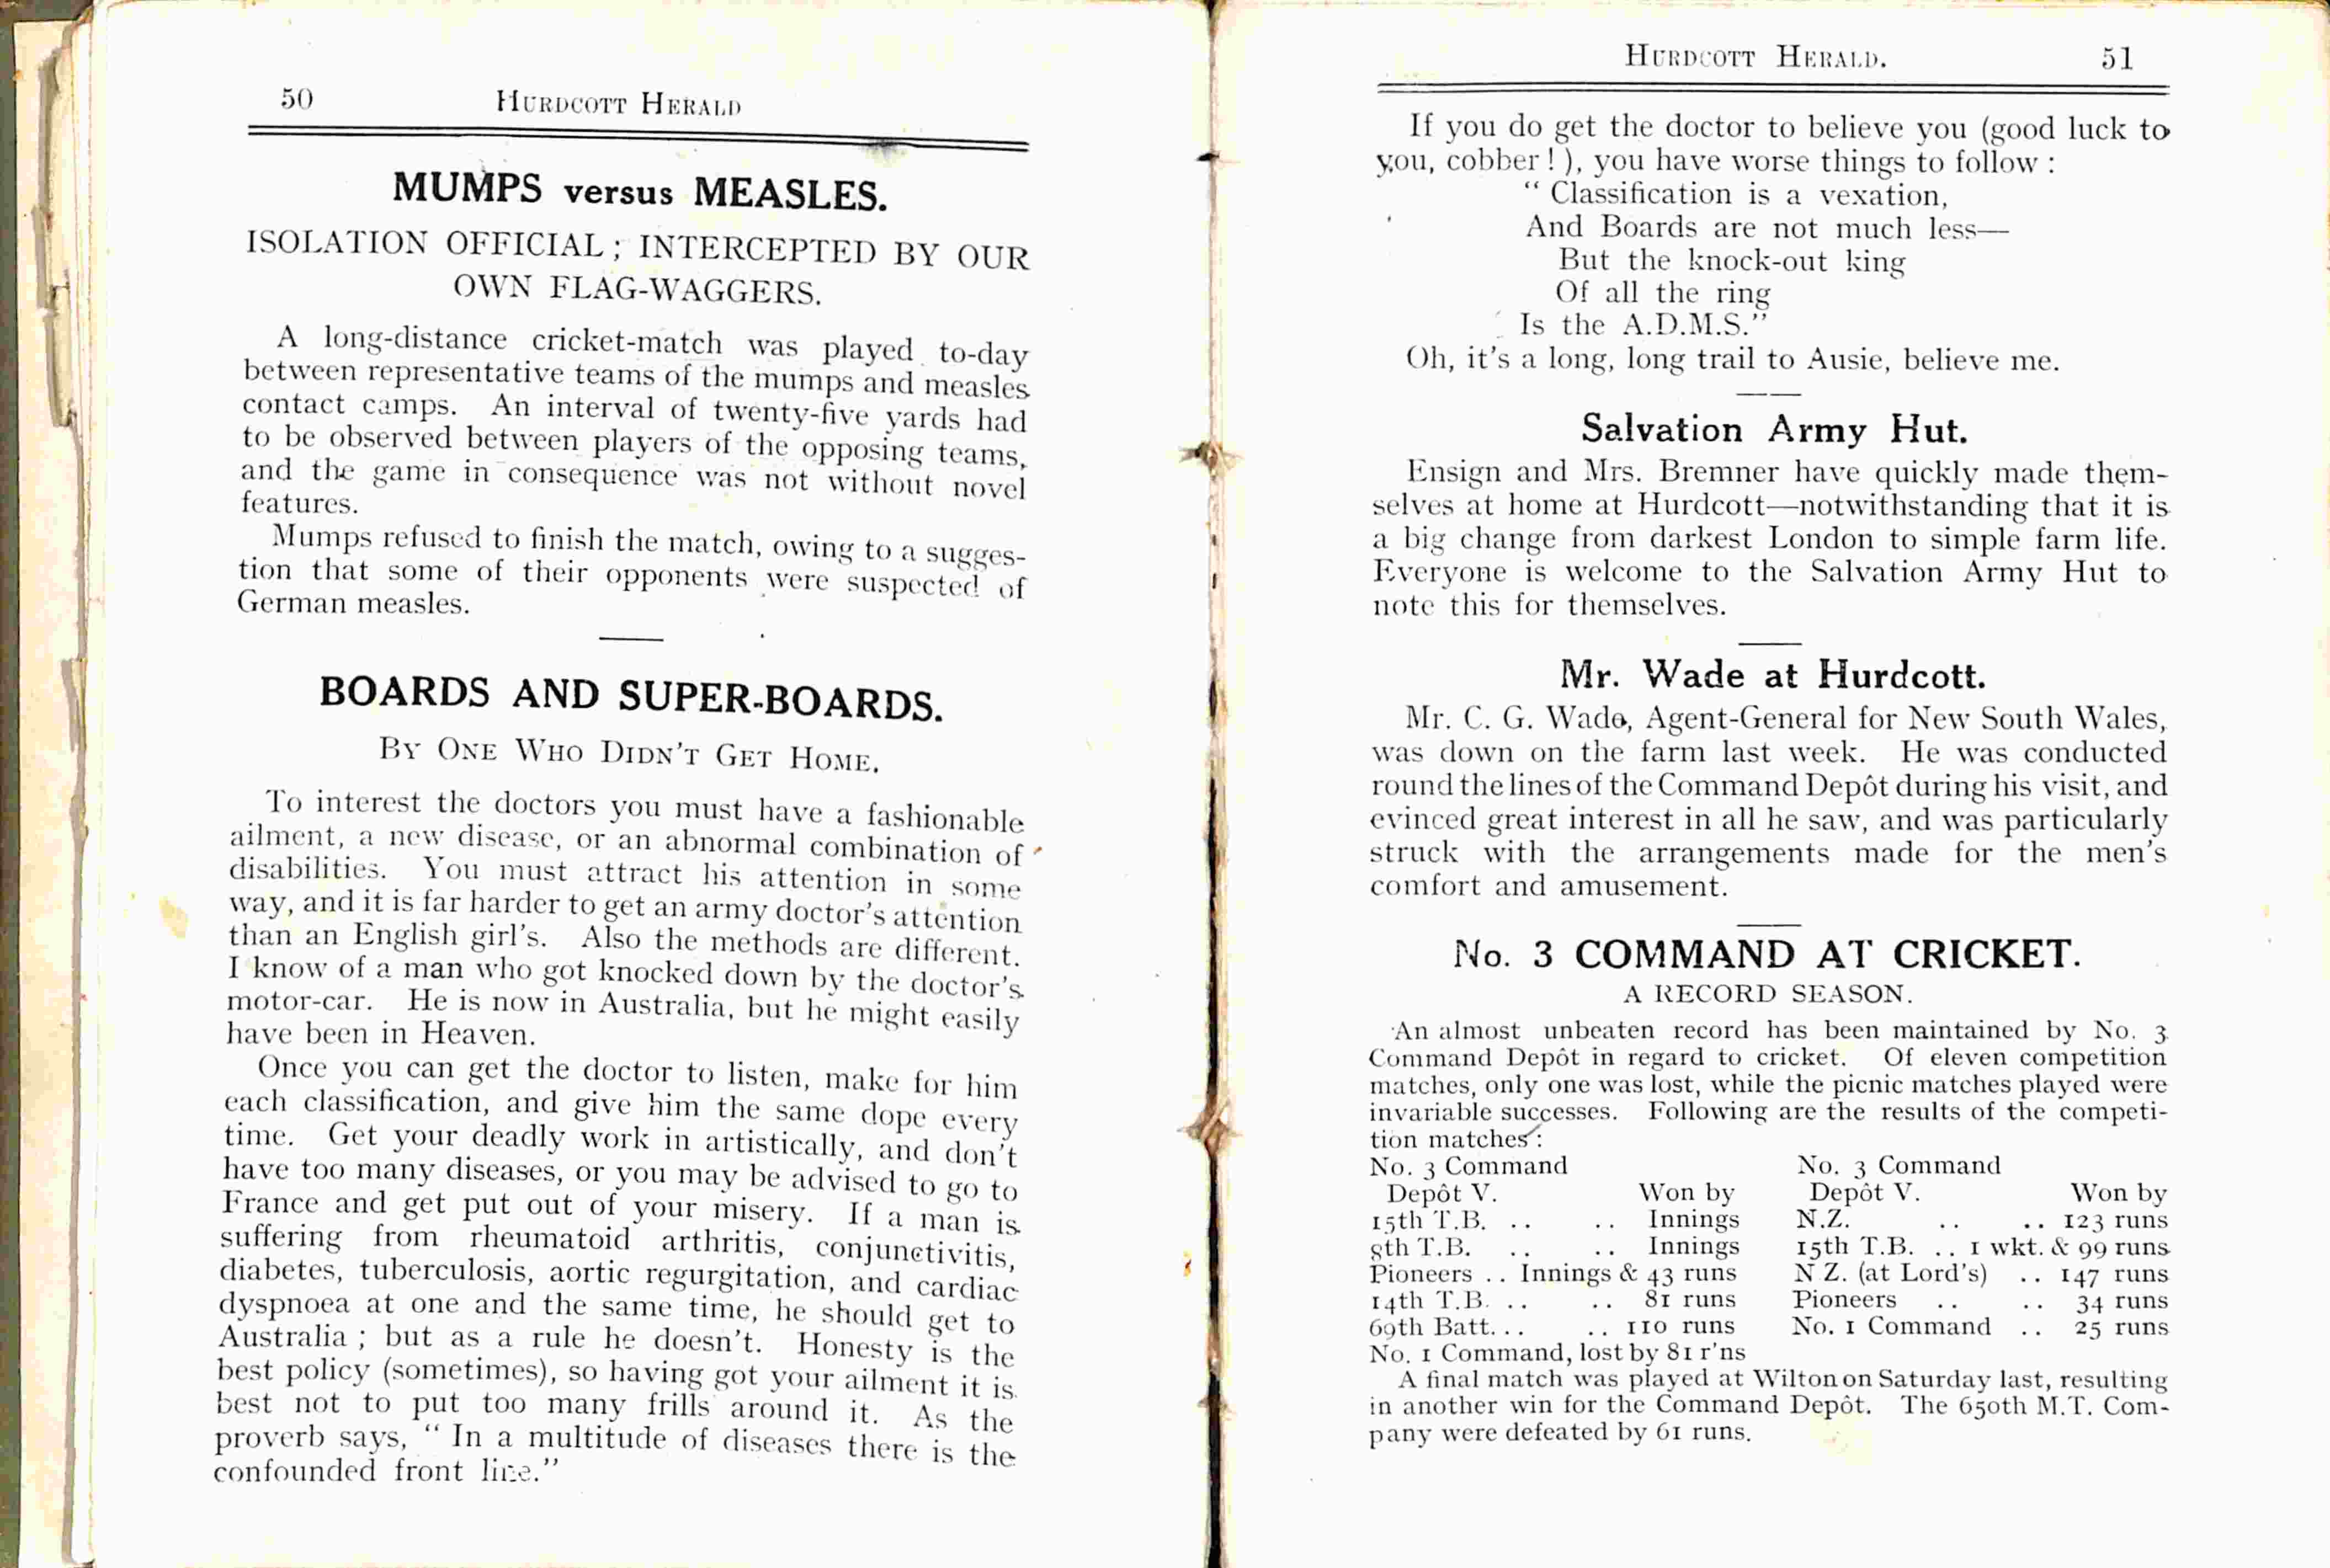 50 HURDCOTT HERALD
MUMPS versus MEASLES.
ISOLATION OFFICIAL; INTERCEPTED BY OUR
OWN FLAG-WAGGERS.
A long-distance cricket-match was played to-day
between representative teams of the mumps and measles
contact camps. An interval of twenty-five yards had
to be observed between players of the opposing teams,
and the game in consequence was not without novel
features.
Mumps refused to finish the match, owing to a sugges-
tion that some of their opponents were suspected of
German measles.
BOARDS AND SUPER-BOARDS.
BY ONE WHO DIDN'T GET HOME.
To interest the doctors you must have a fashionable
ailment, a new disease, or an abnormal combination of
disabilities. You must attract his attention in some
way, and it is far harder to get an army doctor's attention
than an English girl's. Also the methods are different.
I know of a man who got knocked down by the doctor's
motor-car. He is now in Australia, but he might easily
have been in Heaven.
Once you can get the doctor to listen, make for him
each classification, and give him the same dope every
time. Get your deadly work in artistically, and don't
have too many diseases, or you may be advised to go to
France and get put out of your misery. If a man is
suffering from rheumatoid arthritis, conjunctivitis,
diabetes, tuberculosis, aortic regurgitation, and cardiac
dyspnoea at one and the same time, he should get to
Australia; but as a rule he doesn't. Honesty is the
best policy (sometimes), so having got your ailment it is
best not to put too many frills around it. As the
proverb says, "In a multitude of diseases there is the
confounded front line."
HURDCOTT HERALD. 51
If you do get the doctor to believe you (good luck to
you, cobber!), you have worse things to follow:
"Classification is a vexation,
And Boards are not much less—
But the knock-out king
Of all the ring
Is the A.D.M.S."
Oh, it's a long, long trail to Ausie, believe me.
Salvation Army Hut.
Ensign and Mrs. Bremner have quickly made them-
selves at home at Hurdcott—notwithstanding that it is
a big change from darkest London to simple farm life.
Everyone is welcome to the Salvation Army Hut to
note this for themselves.
Mr. Wade at Hurdcott.
Mr. C. G. Wade, Agent-General for New South Wales,
was down on the farm last week. He was conducted
round the lines of the Command Depôt during his visit, and
evinced great interest in all he saw, and was particularly
struck with the arrangements made for the men's
comfort and amusement.
No. 3 COMMAND AT CRICKET.
A RECORD SEASON.
An almost unbeaten record has been maintained by No. 3
Command Depôt in regard to cricket. Of eleven competition
matches, only one was lost, while the picnic matches played were
invariable successes. Following are the results of the competi-
tion matches:
No. 3 Command
Depôt V. Won by
15th T.B. .. .. Innings
8th T.B. .. .. Innings
Pioneers .. Innings & 43 runs
14th T.B. .. .. 81 runs
69th Batt. .. .. 110 runs
No. 1 Command, lost by 81 r'ns
No. 3 Command
Depôt V. Won by
N.Z. .. .. 123 runs
15th T.B. .. 1 wkt. & 99 runs
N Z. (at Lord's) .. 147 runs
Pioneers .. .. 34 runs
No. 1 Command .. 25 runs
A final match was played at Wilton on Saturday last, resulting
in another win for the Command Depôt. The 650th M.T. Com-
pany were defeated by 61 runs.